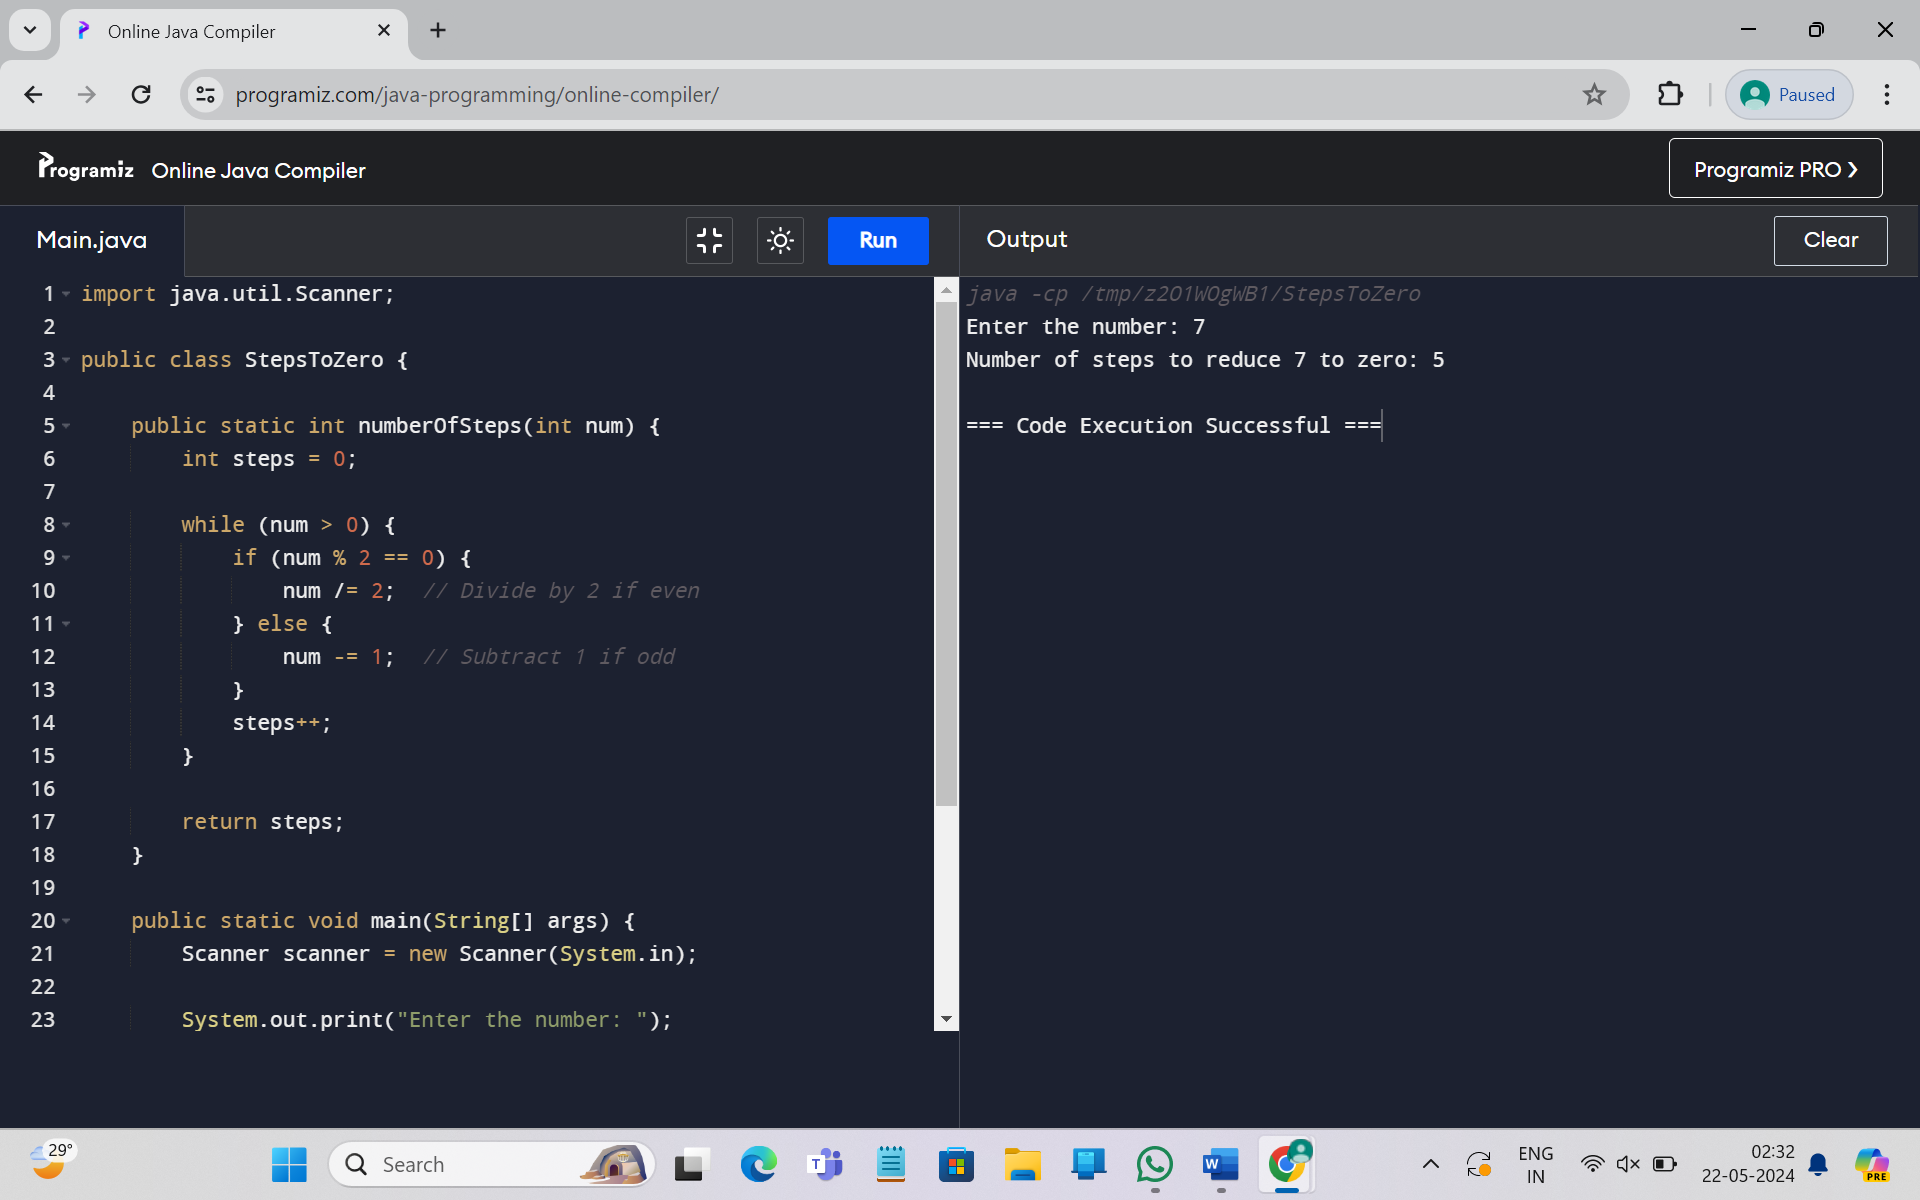 Online Java Compiler
programiz.com/java-programming/online-compiler/
Paused
Programiz Online Java Compiler
Programiz PRO ❯
Main.java
Run
Output
Clear
1 import java.util.Scanner;
2
3 public class StepsToZero {
4
5     public static int numberOfSteps(int num) {
6         int steps = 0;
7
8         while (num > 0) {
9             if (num % 2 == 0) {
10                 num /= 2;  // Divide by 2 if even
11             } else {
12                 num -= 1;  // Subtract 1 if odd
13             }
14             steps++;
15         }
16
17         return steps;
18     }
19
20     public static void main(String[] args) {
21         Scanner scanner = new Scanner(System.in);
22
23         System.out.print("Enter the number: ");
java -cp /tmp/z2O1WOgWB1/StepsToZero
Enter the number: 7
Number of steps to reduce 7 to zero: 5
=== Code Execution Successful ===
29°
Search
ENG
IN
02:32
22-05-2024
PRE